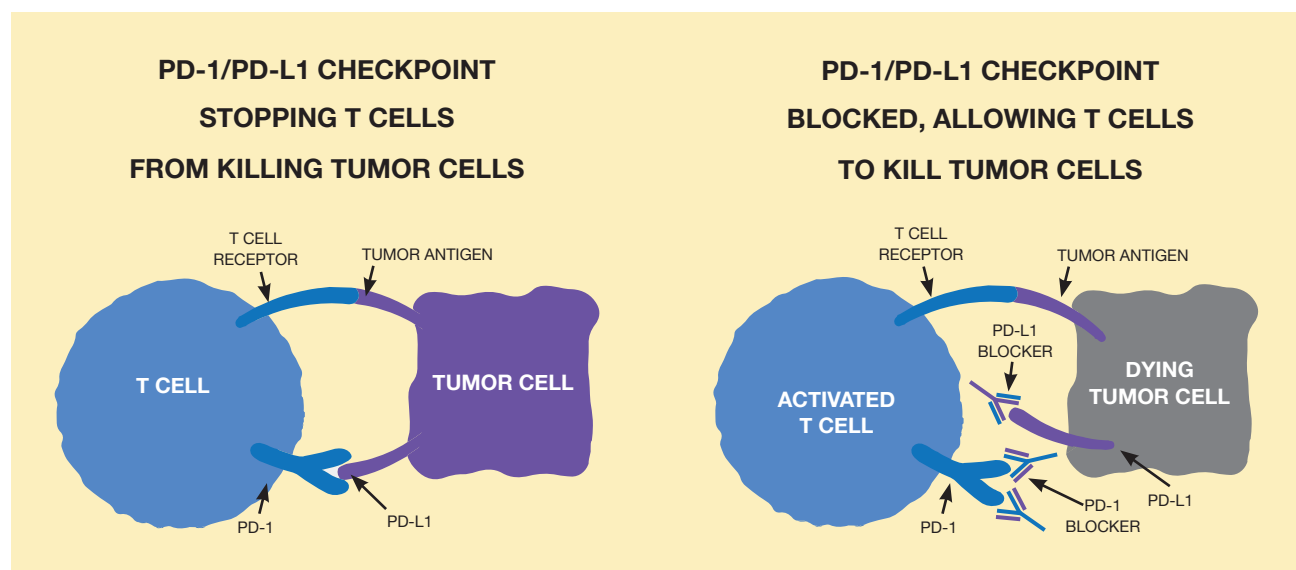 PD-1/PD-L1 CHECKPOINT
STOPPING T CELLS
FROM KILLING TUMOR CELLS
T CELL
RECEPTOR
TUMOR ANTIGEN
T CELL
TUMOR CELL
PD-1
PD-L1
PD-1/PD-L1 CHECKPOINT
BLOCKED, ALLOWING T CELLS
TO KILL TUMOR CELLS
T CELL
RECEPTOR
TUMOR ANTIGEN
PD-L1
BLOCKER
DYING
TUMOR CELL
ACTIVATED
T CELL
PD-1
PD-1
BLOCKER
PD-L1